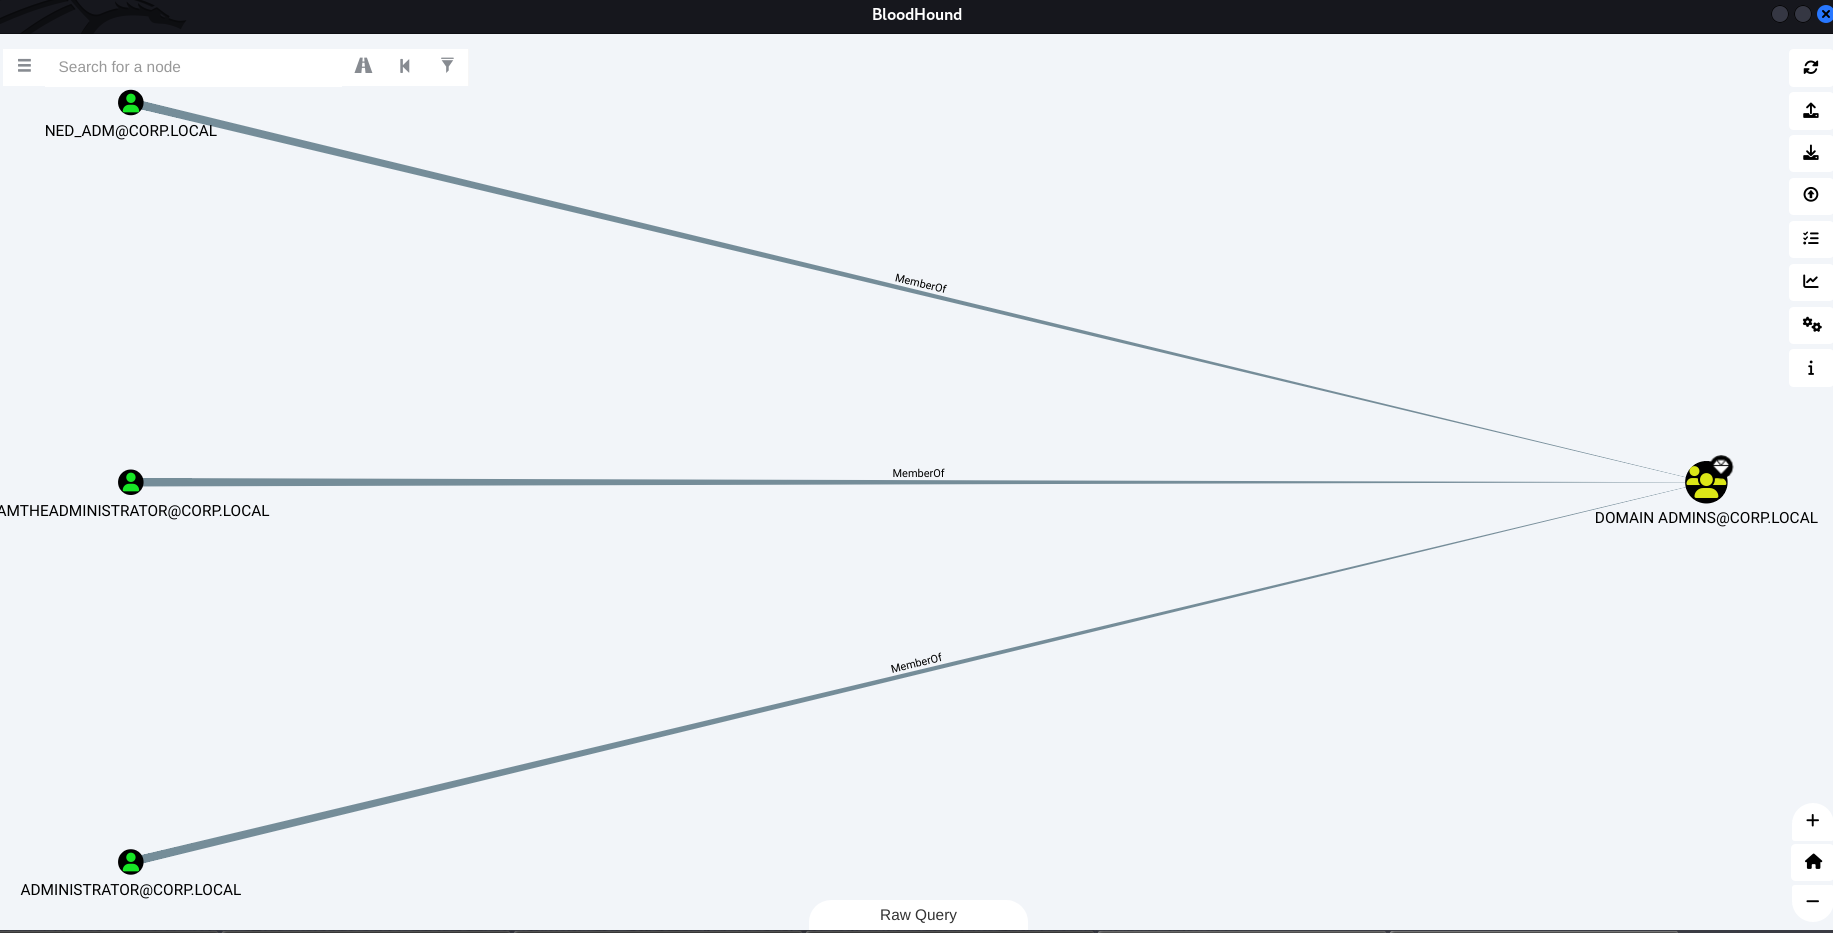 BloodHound
Search for a node
NED_ADM@CORP.LOCAL
MemberOf
MemberOf
AMTHEADMINISTRATOR@CORP.LOCAL
DOMAIN ADMINS@CORP.LOCAL
MemberOf
ADMINISTRATOR@CORP.LOCAL
Raw Query